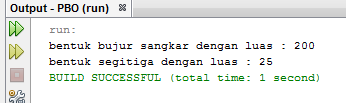 Output - PBO (run)
run:
bentuk bujur sangkar dengan luas : 200
bentuk segitiga dengan luas : 25
BUILD SUCCESSFUL (total time: 1 second)